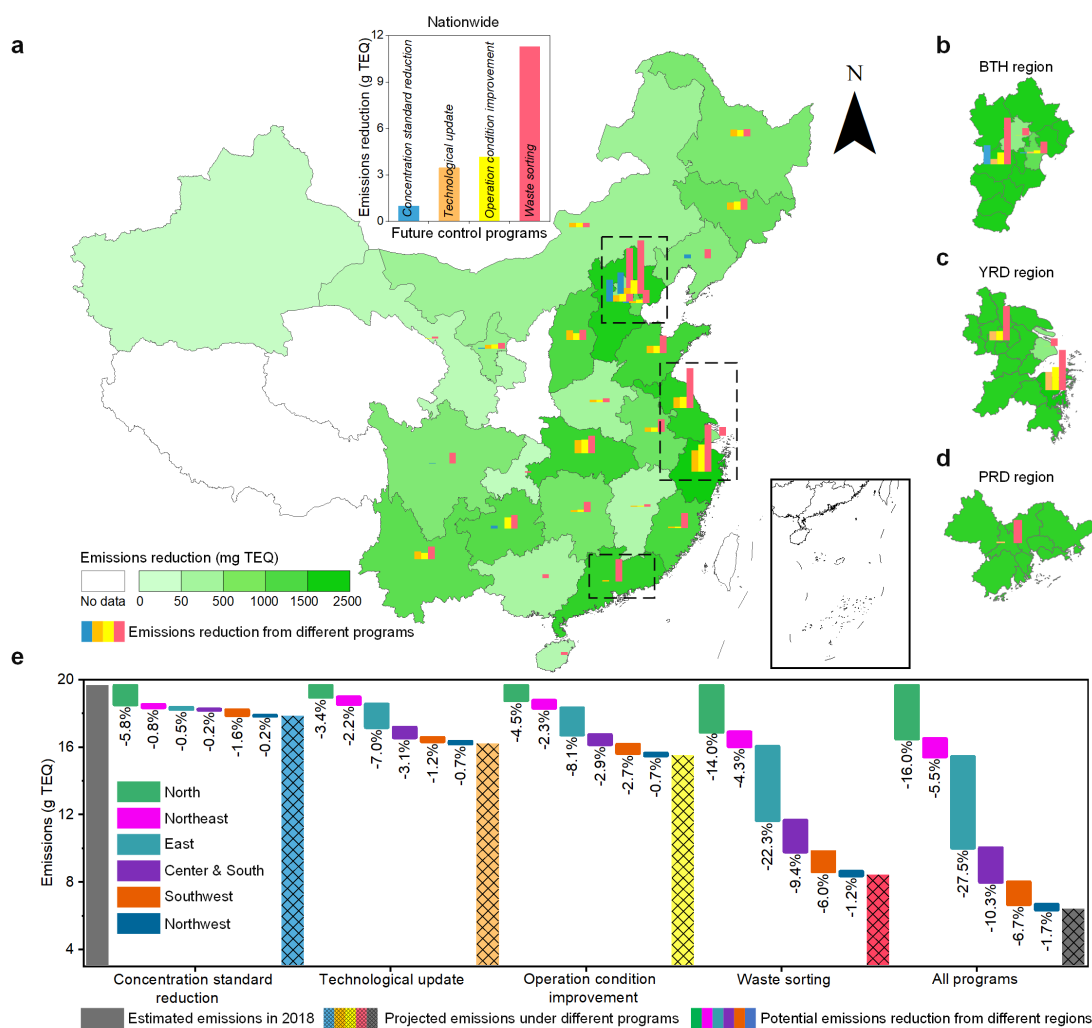 a
Nationwide
Emissions reduction (g TEQ)
12
9
6
3
0
Concentration standard reduction
Technological update
Operation condition improvement
Waste sorting
Future control programs
N
b
BTH region
c
YRD region
d
PRD region
Emissions reduction (mg TEQ)
No data
0 50 500 1000 1500 2500
Emissions reduction from different programs
e
Emissions (g TEQ)
20
16
12
8
4
-5.8%
-0.8%
-0.5%
-0.2%
-1.6%
-0.2%
-3.4%
-2.2%
-7.0%
-3.1%
-1.2%
-0.7%
-4.5%
-2.3%
-8.1%
-2.9%
-2.7%
-0.7%
-14.0%
-4.3%
-22.3%
-9.4%
-6.0%
-1.2%
-16.0%
-5.5%
-27.5%
-10.3%
-6.7%
-1.7%
North
Northeast
East
Center & South
Southwest
Northwest
Concentration standard
reduction
Technological update
Operation condition
improvement
Waste sorting
All programs
Estimated emissions in 2018
Projected emissions under different programs
Potential emissions reduction from different regions